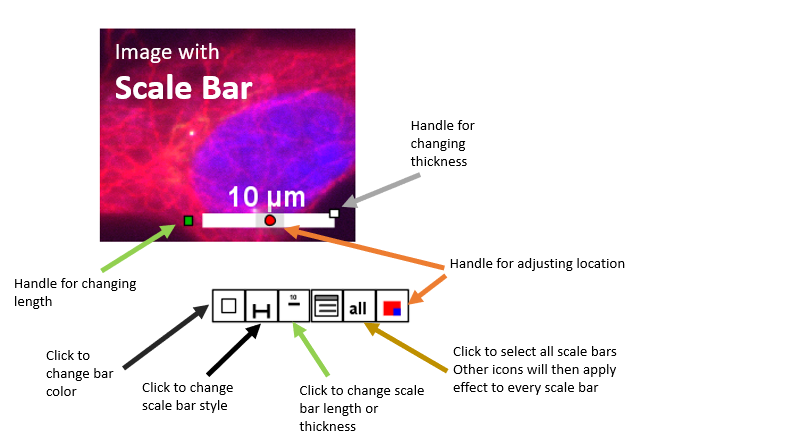 Image with
Scale Bar
Handle for
changing
thickness
10 μm
Handle for changing
length
Handle for adjusting location
10
all
Click to
change bar
color
Click to change
scale bar style
Click to change scale
bar length or
thickness
Click to select all scale bars
Other icons will then apply
effect to every scale bar